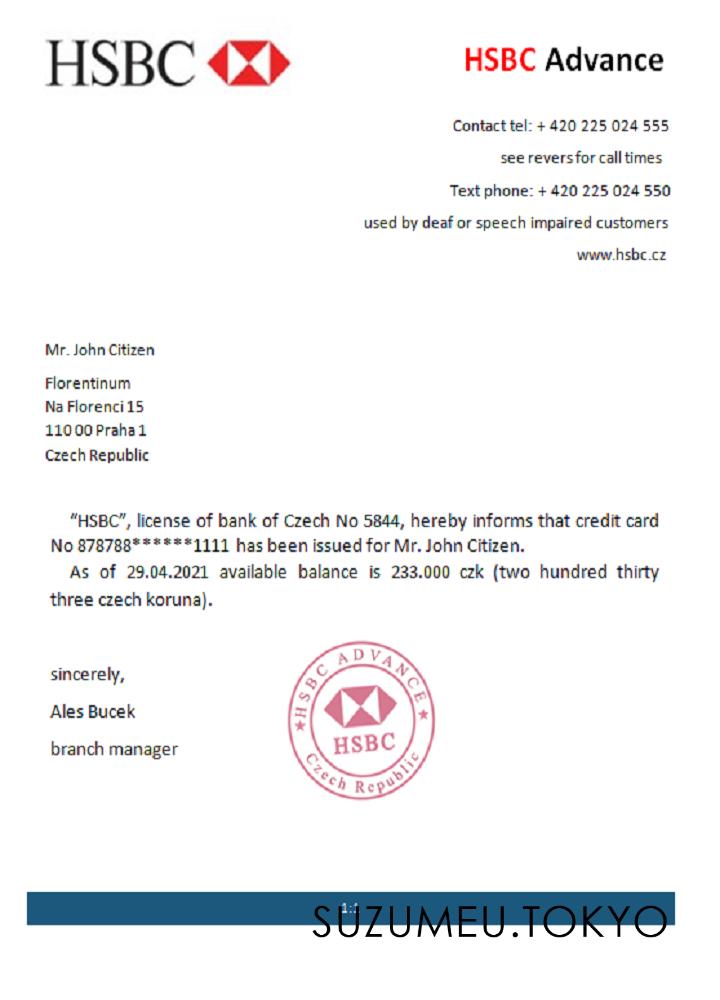 HSBC
HSBC Advance
Contact tel: + 420 225 024 555
see revers for call times
Text phone: + 420 225 024 550
used by deaf or speech impaired customers
www.hsbc.cz
Mr. John Citizen
Florentinum
Na Florenci 15
110 00 Praha 1
Czech Republic
“HSBC”, license of bank of Czech No 5844, hereby informs that credit card
No 878788******1111 has been issued for Mr. John Citizen.
As of 29.04.2021 available balance is 233.000 czk (two hundred thirty
three czech koruna).
sincerely,
Ales Bucek
branch manager
HSBC ADVANCE
HSBC
Czech Republic
1:1
SUZUMEU.TOKYO